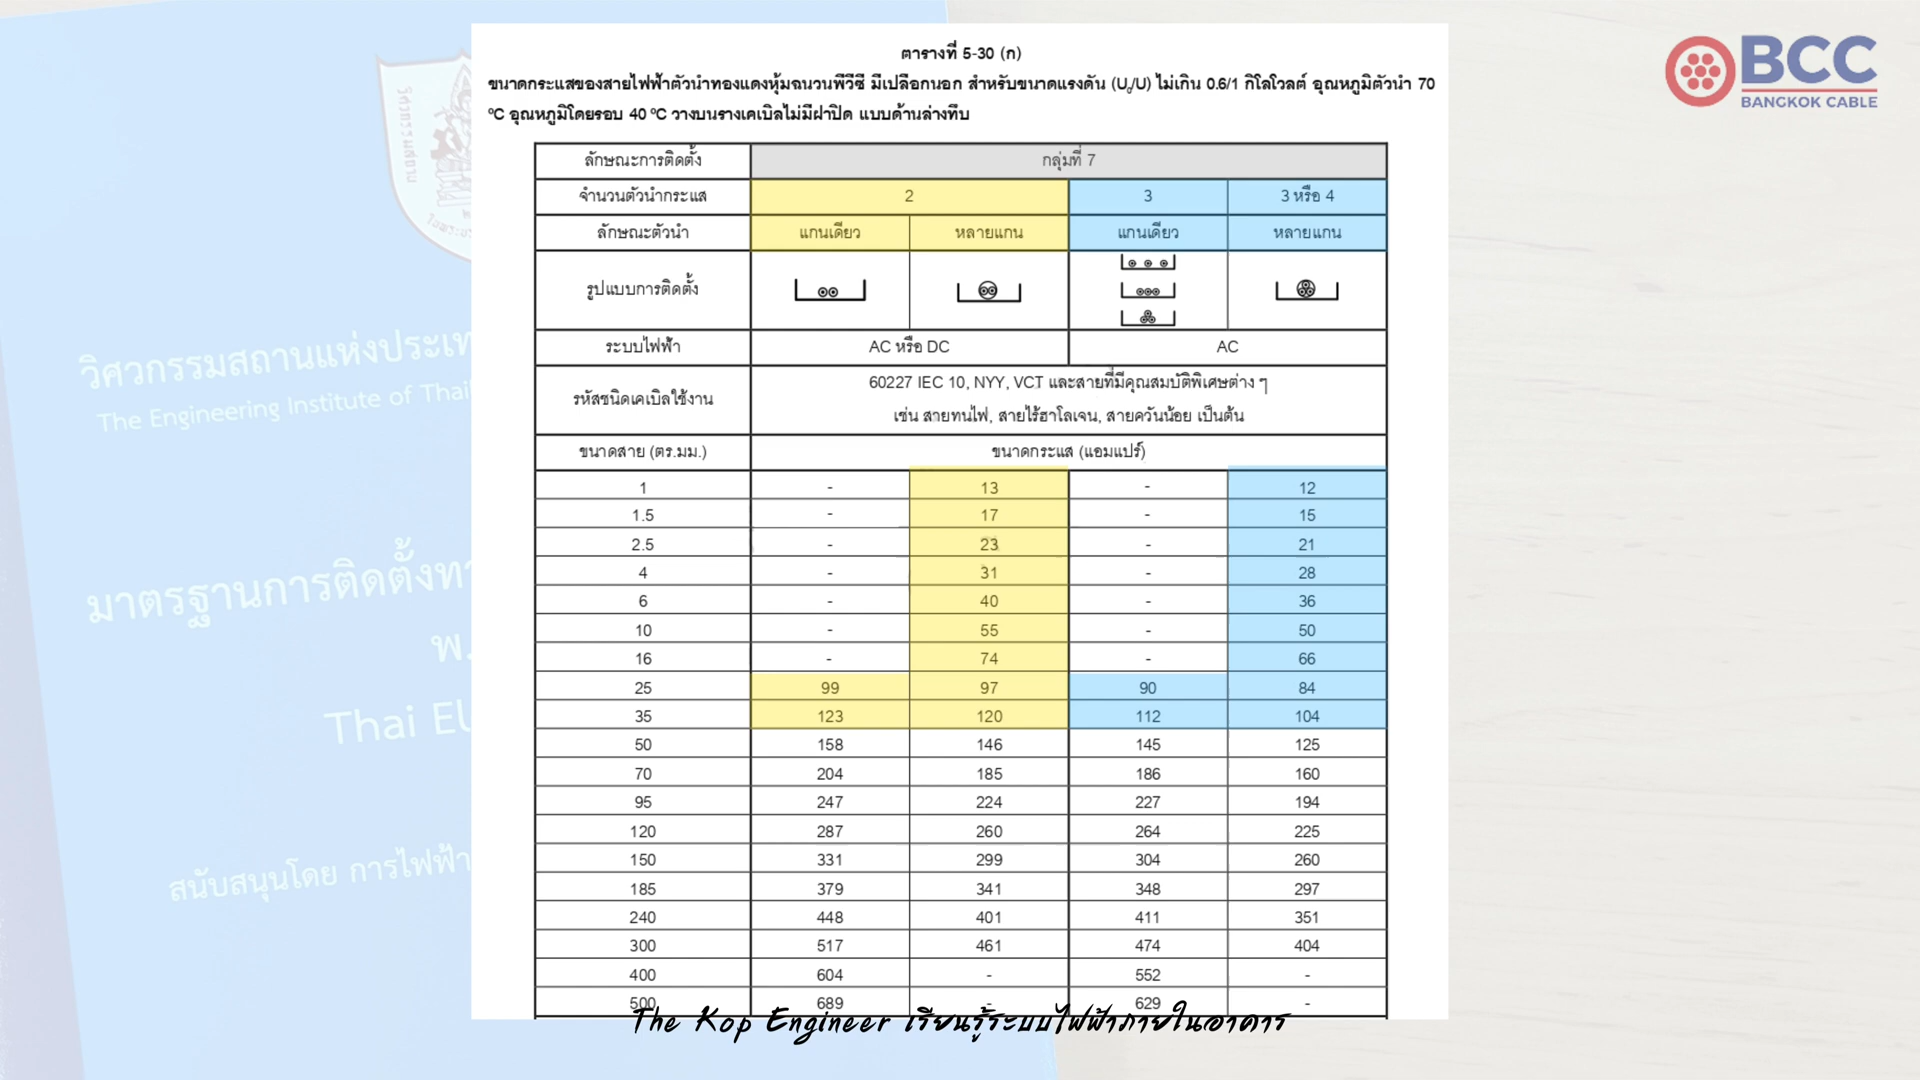 ตารางที่ 5-30 (ก)
ขนาดกระแสของสายไฟฟ้าตัวนำทองแดงหุ้มฉนวนพีวีซี มีเปลือกนอก สำหรับขนาดแรงดัน (U₀/U) ไม่เกิน 0.6/1 กิโลโวลต์ อุณหภูมิตัวนำ 70
ºC อุณหภูมิโดยรอบ 40 ºC วางบนรางเคเบิลไม่มีฝาปิด แบบด้านล่างทึบ
BCC
BANGKOK CABLE
ลักษณะการติดตั้ง กลุ่มที่ 7
จำนวนตัวนำกระแส 2 3 3 หรือ 4
ลักษณะตัวนำ แกนเดียว หลายแกน แกนเดียว หลายแกน
รูปแบบการติดตั้ง
ระบบไฟฟ้า AC หรือ DC AC
รหัสชนิดเคเบิลใช้งาน 60227 IEC 10, NYY, VCT และสายที่มีคุณสมบัติพิเศษต่าง ๆ
เช่น สายทนไฟ, สายไร้ฮาโลเจน, สายควันน้อย เป็นต้น
ขนาดสาย (ตร.มม.) ขนาดกระแส (แอมแปร์)
1 - 13 - 12
1.5 - 17 - 15
2.5 - 23 - 21
4 - 31 - 28
6 - 40 - 36
10 - 55 - 50
16 - 74 - 66
25 99 97 90 84
35 123 120 112 104
50 158 146 145 125
70 204 185 186 160
95 247 224 227 194
120 287 260 264 225
150 331 299 304 260
185 379 341 348 297
240 448 401 411 351
300 517 461 474 404
400 604 - 552 -
500 689 - 629 -
The Kop Engineer เรียนรู้ระบบไฟฟ้าภายในอาคาร
วิศวกรรมสถานแห่งประเท
The Engineering Institute of Thai
มาตรฐานการติดตั้งทา
พ.
Thai EI
สนับสนุนโดย การไฟฟ้า